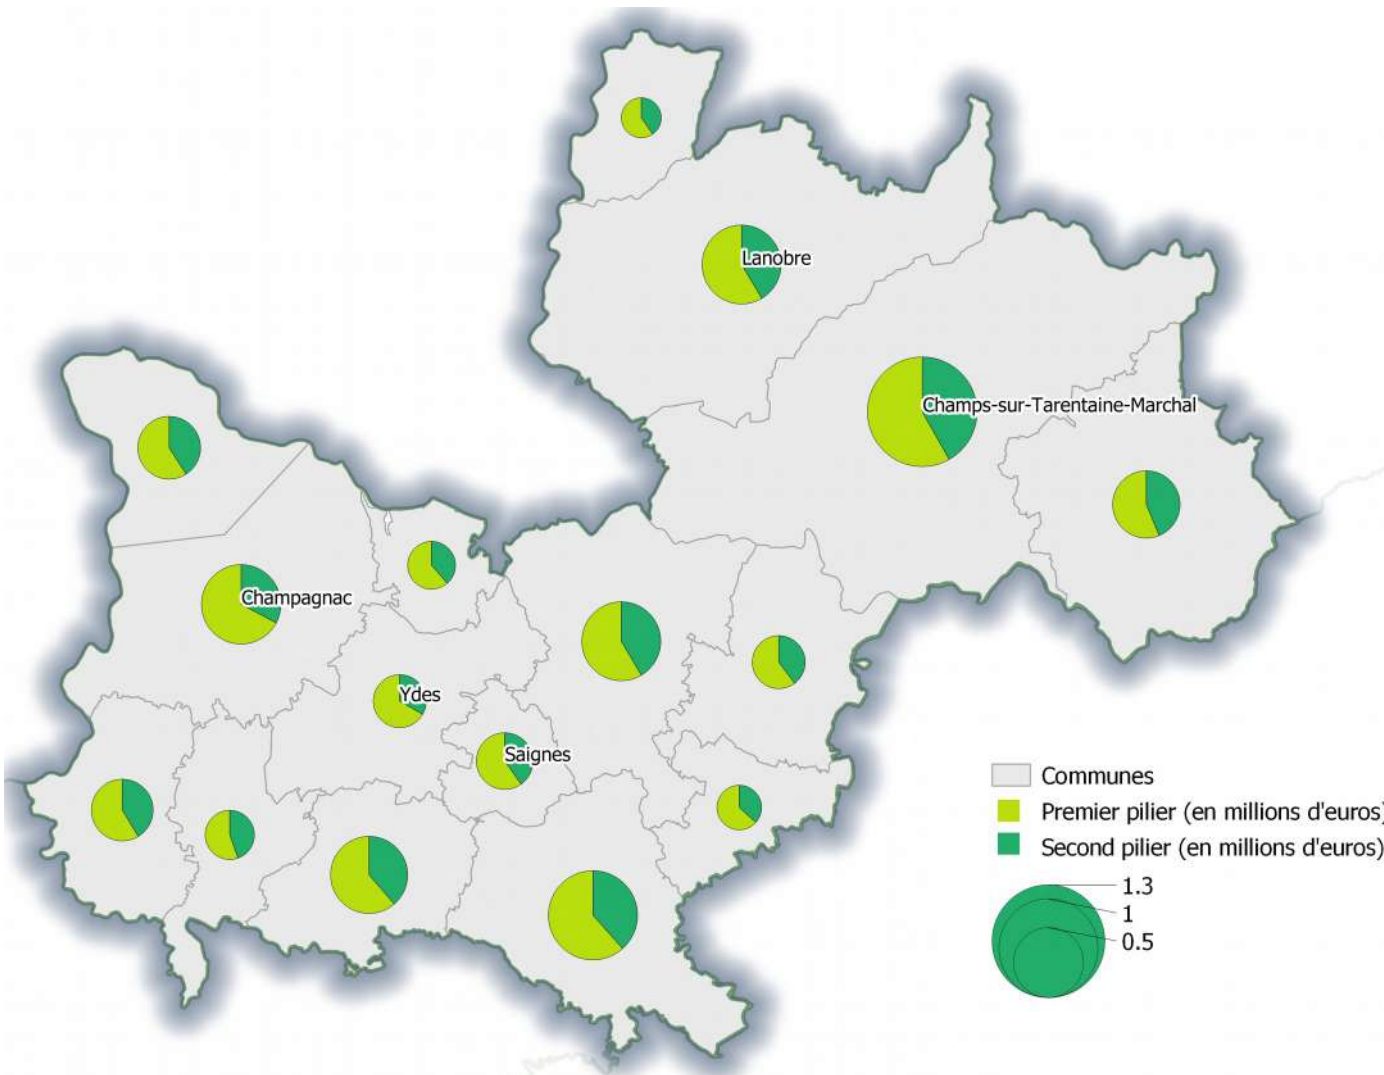 Lanobre
Champs-sur-Tarentaine-Marchal
Champagnac
Ydes
Saignes
Communes
Premier pilier (en millions d'euros)
Second pilier (en millions d'euros)
1.3
1
0.5